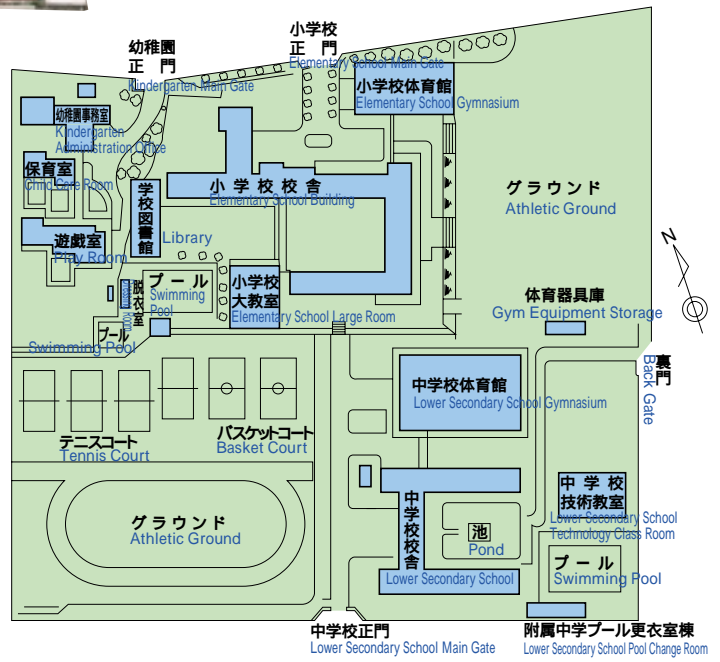 小学校
正 門
Elementary School Main Gate
幼稚園
正 門
Kindergarten Main Gate
小学校体育館
Elementary School Gymnasium
幼稚園事務室
Kindergarten
Administration Office
保育室
Child Care Room
遊戯室
Play Room
学校図書館
Library
小 学 校 校 舎
Elementary School Building
グラウンド
Athletic Ground
N
脱衣室
プール
Swimming
Pool
小学校
大教室
Elementary School Large Room
体育器具庫
Gym Equipment Storage
プール
Swimming Pool
裏門
Back Gate
中学校体育館
Lower Secondary School Gymnasium
テニスコート
Tennis Court
バスケットコート
Basket Court
グラウンド
Athletic Ground
中学校校舎
Lower Secondary School
池
Pond
中 学 校
技術教室
Lower Secondary School
Technology Class Room
プール
Swimming Pool
中学校正門
Lower Secondary School Main Gate
附属中学プール更衣室棟
Lower Secondary School Pool Change Room